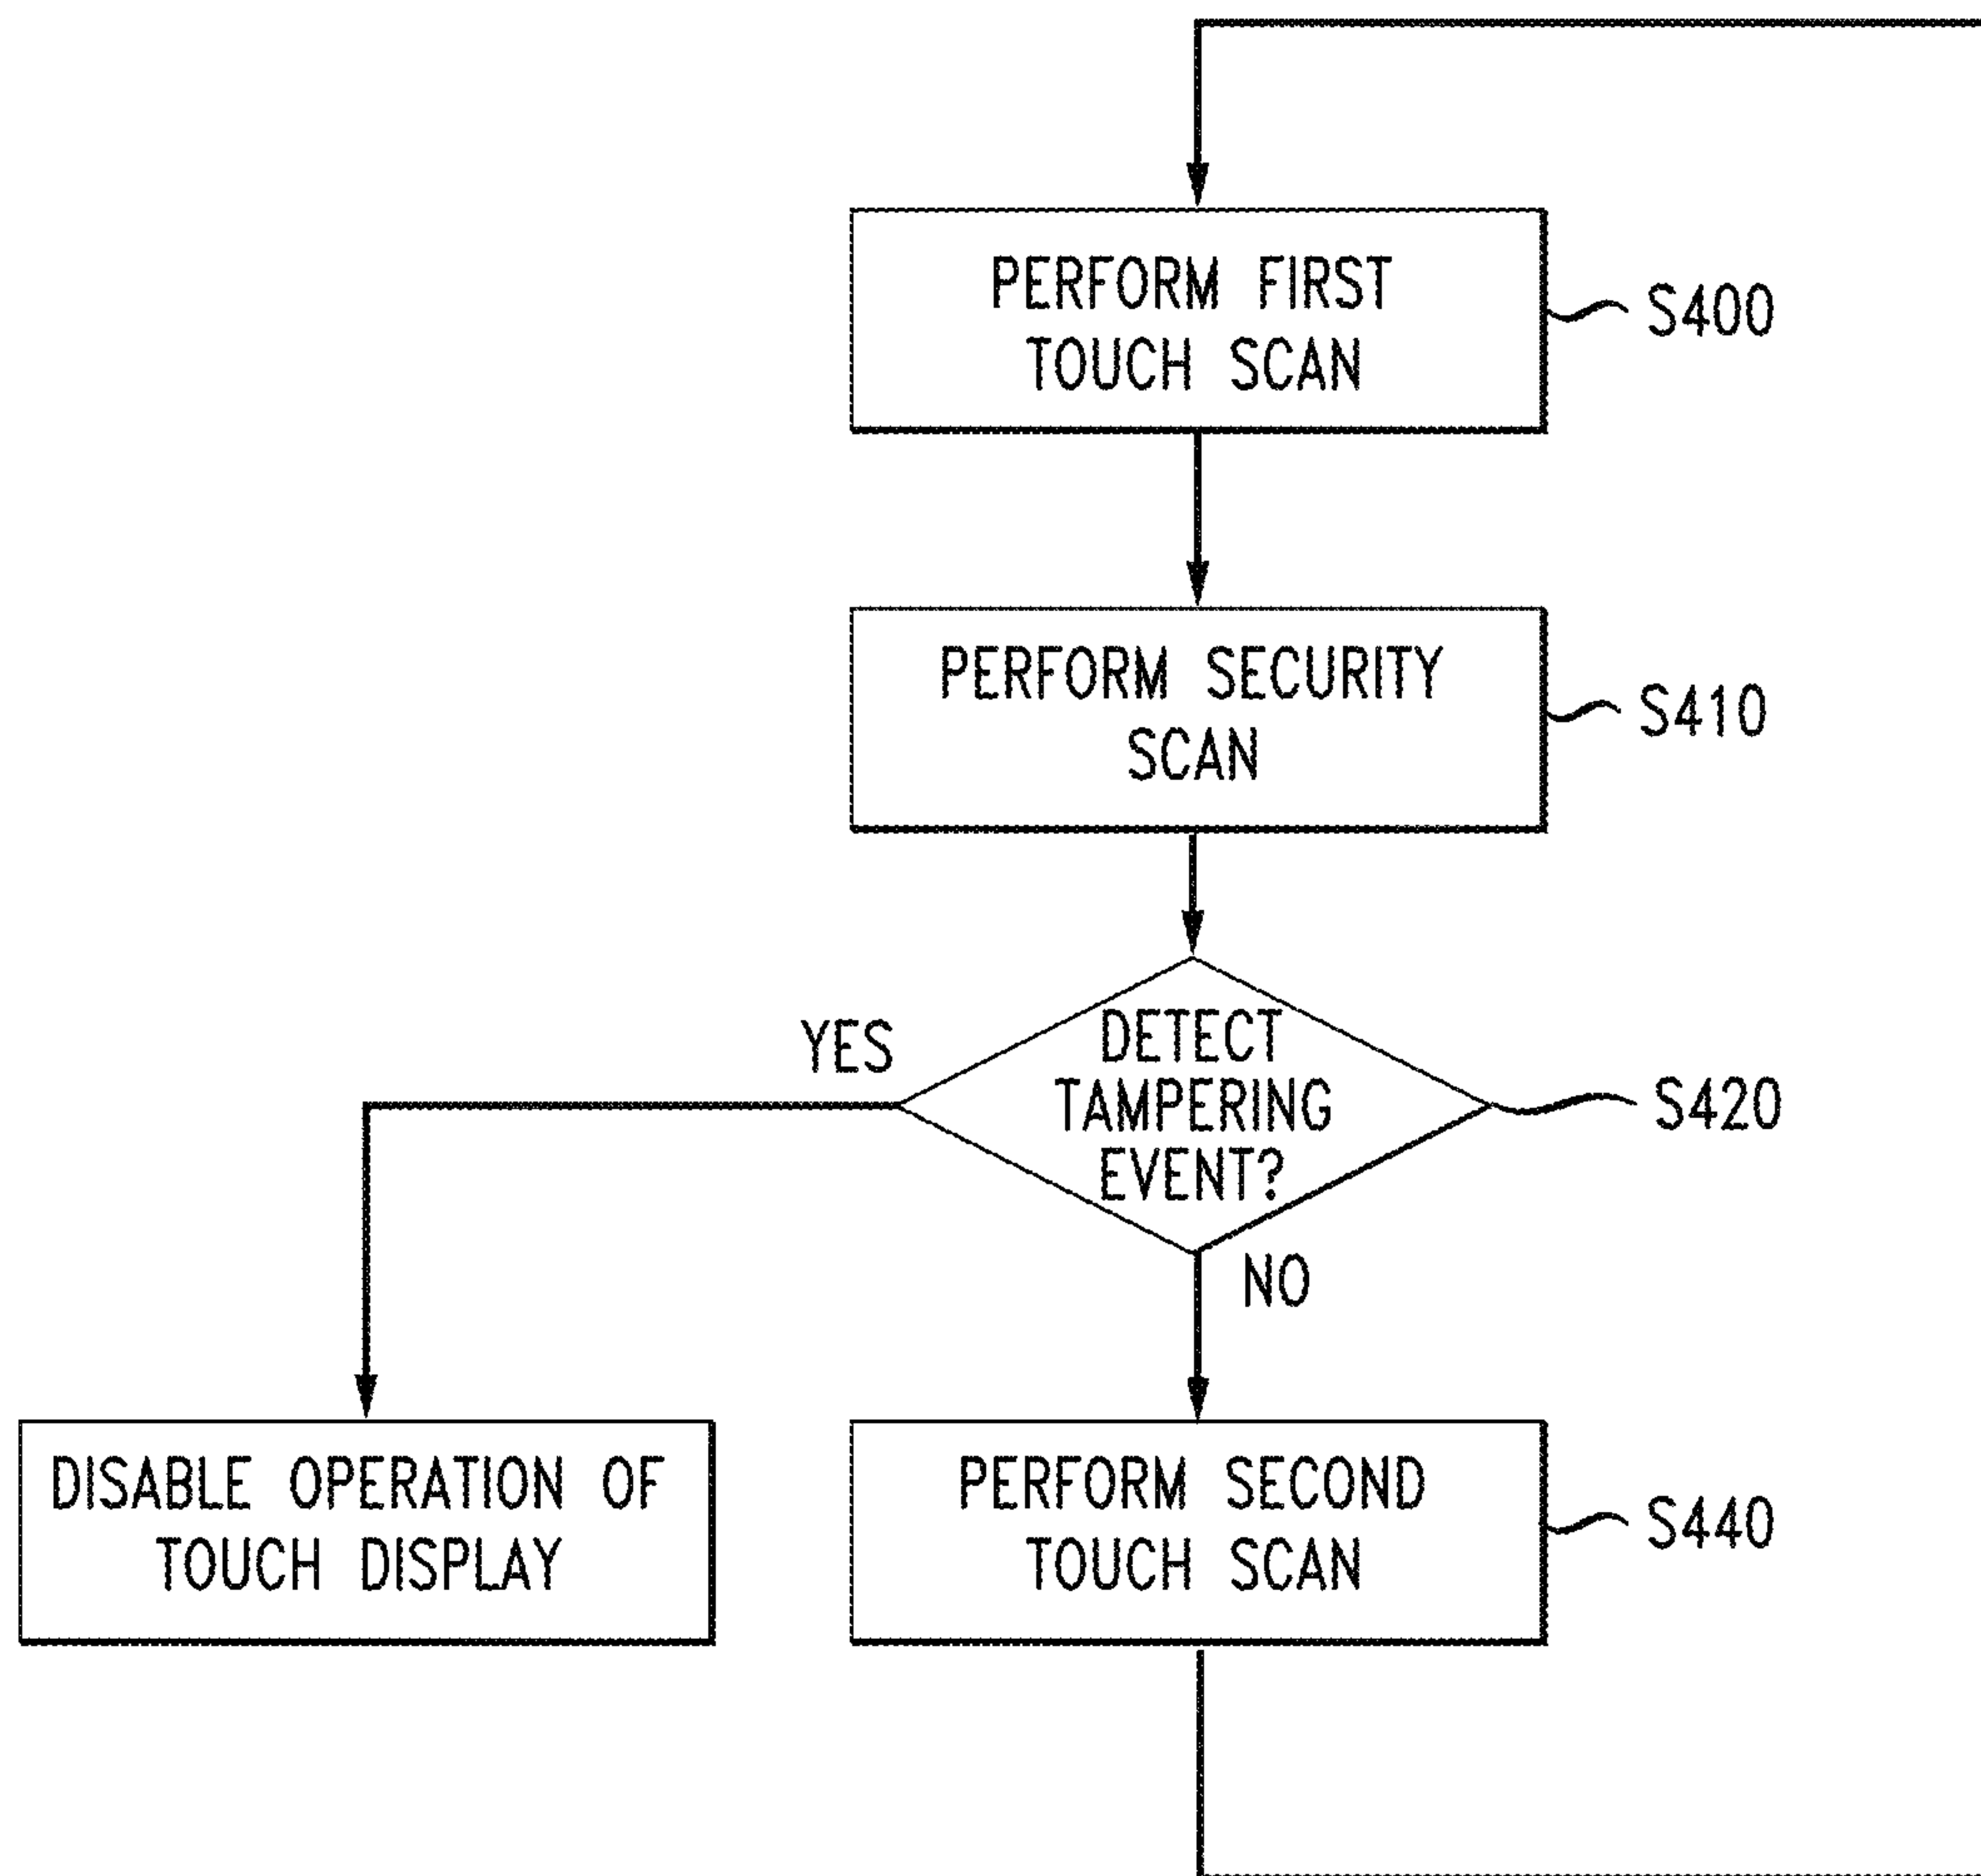 PERFORM FIRST
TOUCH SCAN
S400
PERFORM SECURITY
SCAN
S410
DETECT
TAMPERING
EVENT?
S420
YES
NO
DISABLE OPERATION OF
TOUCH DISPLAY
PERFORM SECOND
TOUCH SCAN
S440